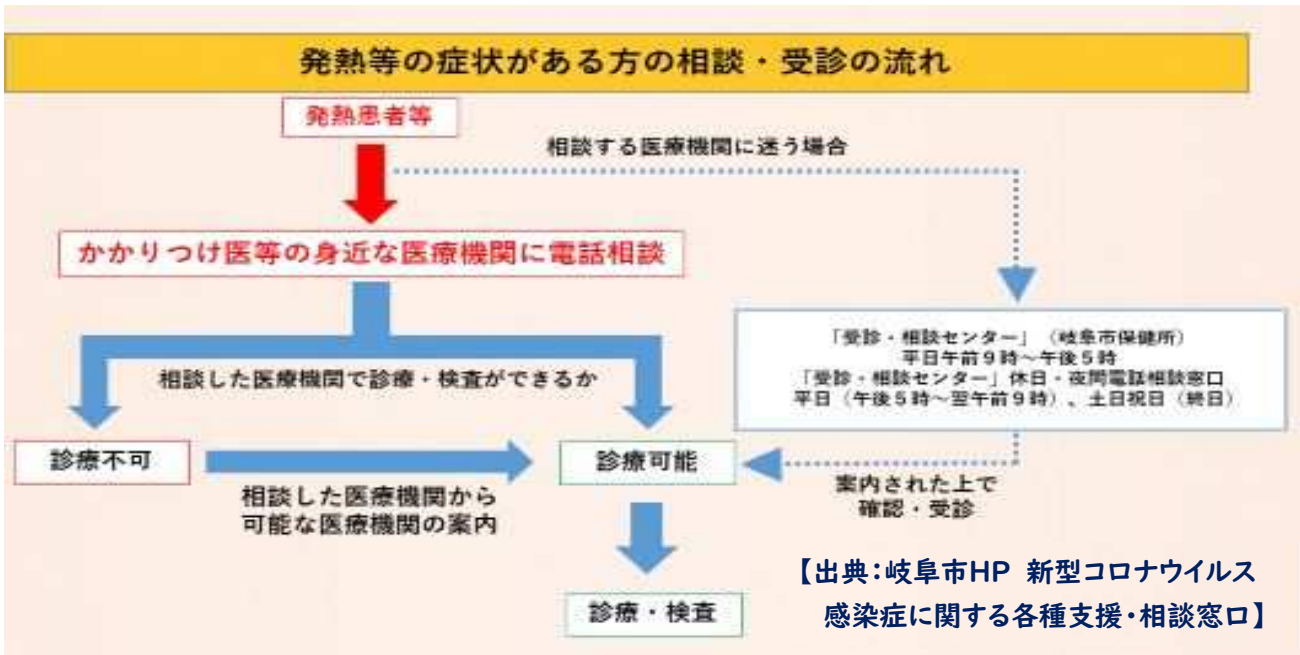 発熱等の症状がある方の相談・受診の流れ
発熱患者等
相談する医療機関に迷う場合
かかりつけ医等の身近な医療機関に電話相談
「受診・相談センター」（岐阜市保健所）
平日午前９時～午後５時
「受診・相談センター」休日・夜間電話相談窓口
平日（午後５時～翌午前９時）、土日祝日（終日）
相談した医療機関で診療・検査ができるか
診療不可
診療可能
相談した医療機関から
可能な医療機関の案内
案内された上で
確認・受診
診療・検査
【出典：岐阜市HP 新型コロナウイルス
感染症に関する各種支援・相談窓口】